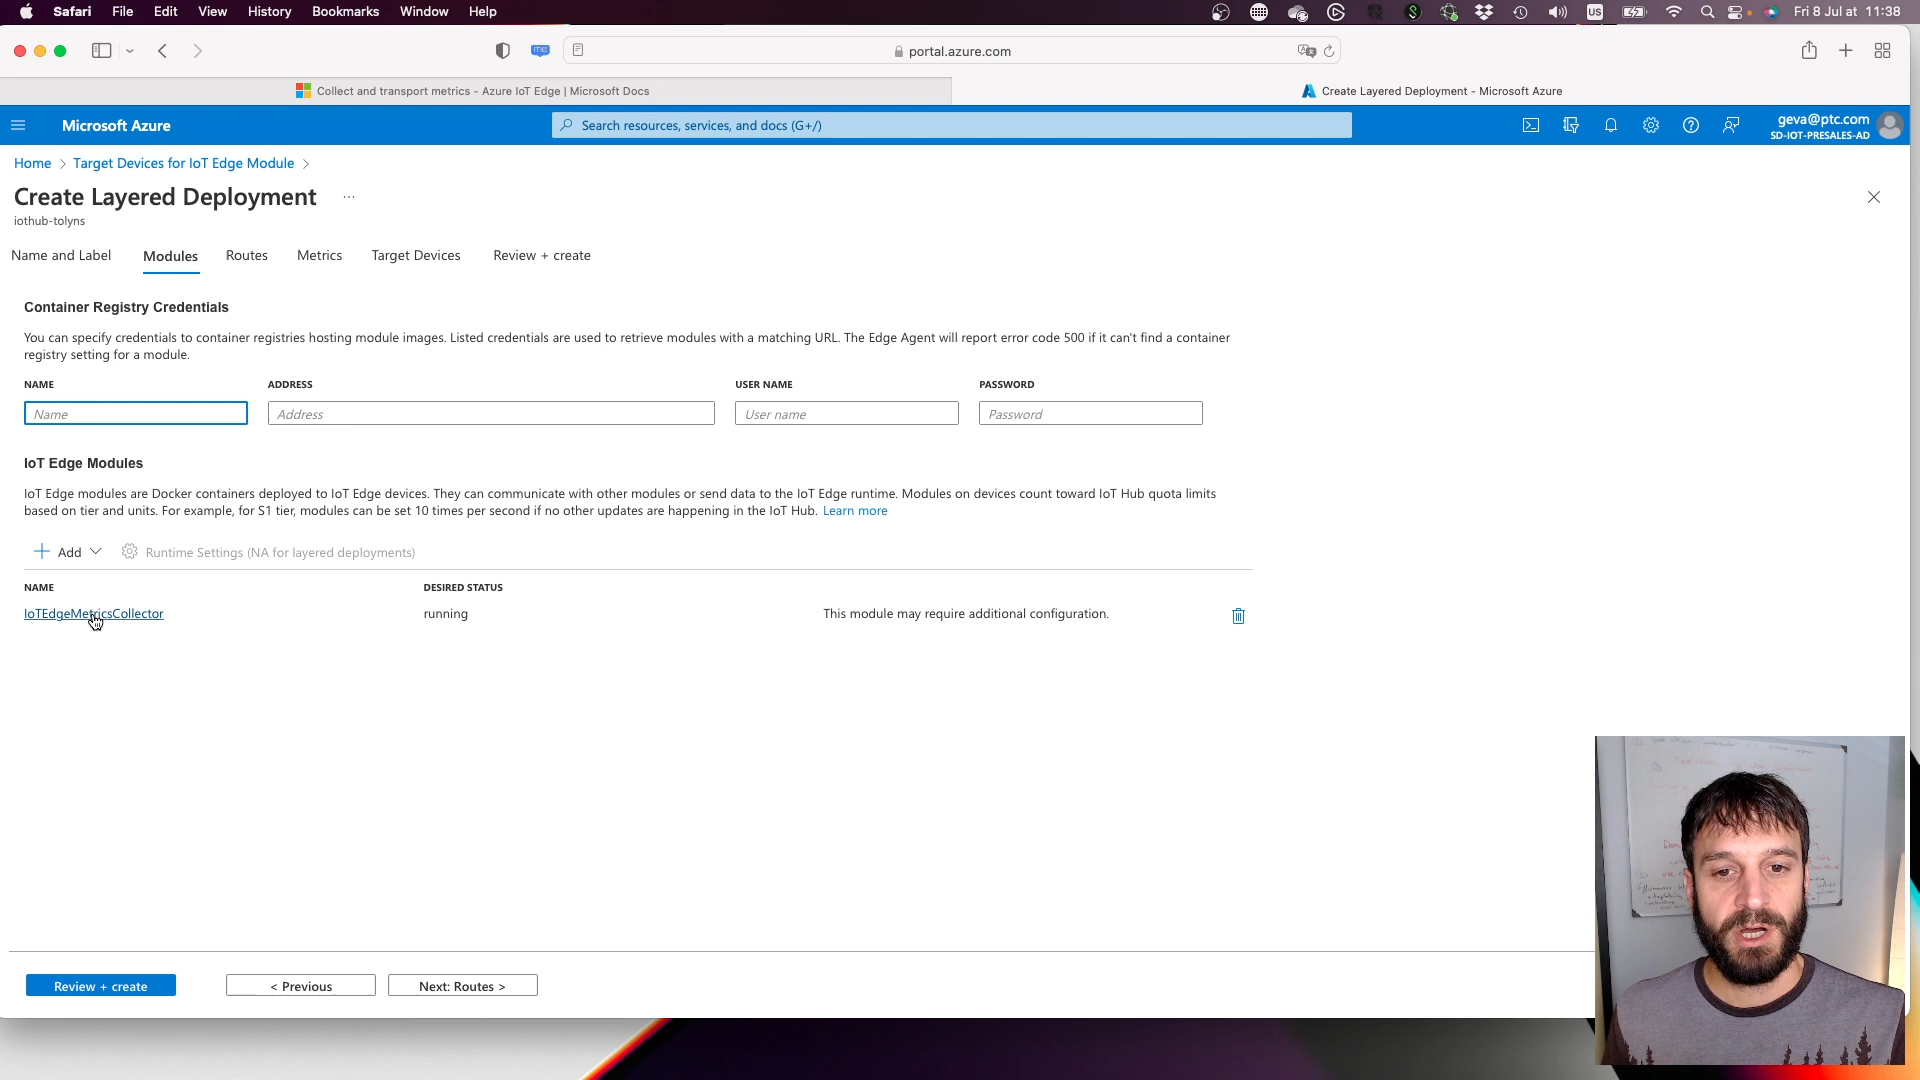 Safari File Edit View History Bookmarks Window Help
US
Fri 8 Jul at 11:38
me
portal.azure.com
Collect and transport metrics - Azure IoT Edge | Microsoft Docs
Create Layered Deployment - Microsoft Azure
Microsoft Azure
Search resources, services, and docs (G+/)
geva@ptc.com
SD-IOT-PRESALES-AD
Home > Target Devices for IoT Edge Module >
Create Layered Deployment ...
iothub-tolyns
Name and Label Modules Routes Metrics Target Devices Review + create
Container Registry Credentials
You can specify credentials to container registries hosting module images. Listed credentials are used to retrieve modules with a matching URL. The Edge Agent will report error code 500 if it can't find a container
registry setting for a module.
NAME ADDRESS USER NAME PASSWORD
Name Address User name Password
IoT Edge Modules
IoT Edge modules are Docker containers deployed to IoT Edge devices. They can communicate with other modules or send data to the IoT Edge runtime. Modules on devices count toward IoT Hub quota limits
based on tier and units. For example, for S1 tier, modules can be set 10 times per second if no other updates are happening in the IoT Hub. Learn more
+ Add Runtime Settings (NA for layered deployments)
NAME DESIRED STATUS
IoTEdgeMetricsCollector running This module may require additional configuration.
Review + create < Previous Next: Routes >